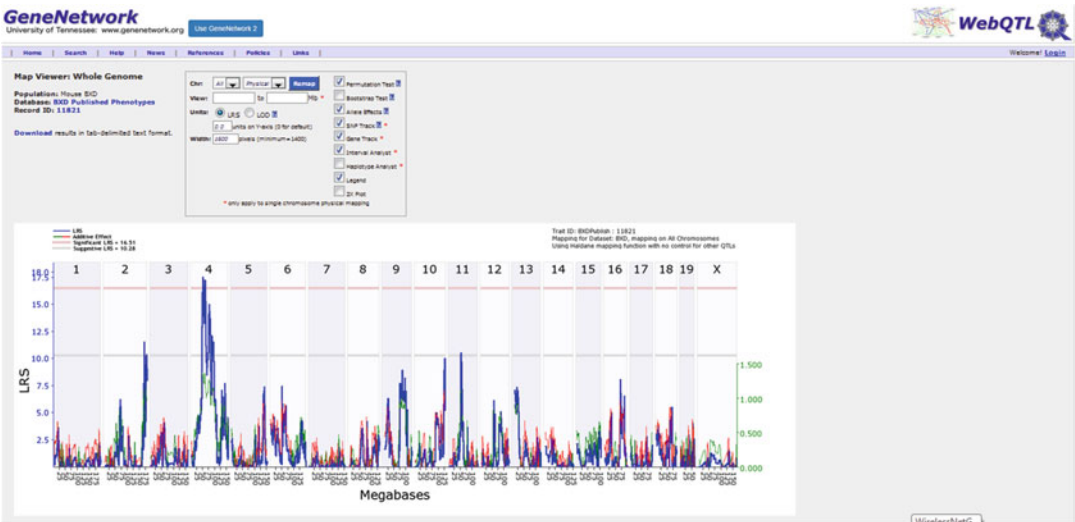 GeneNetwork
University of Tennessee: www.genenetwork.org
Use GeneNetwork 2
WebQTL
| Home | Search | Help | News | References | Policies | Links |
Welcome! Login
Map Viewer: Whole Genome
Population: Mouse BXD
Database: BXD Published Phenotypes
Record ID: 11821
Download results in tab-delimited text format.
Chr: All Physical Remap
View: to Mb *
Units: LRS LOD ?
0.0 units on Y-axis (0 for default)
Width: 1600 pixels (minimum=1400)
Permutation Test ?
Bootstrap Test ?
Allele Effects ?
SNP Track ? *
Gene Track *
Interval Analyst *
Haplotype Analyst *
Legend
2X Plot
* only apply to single chromosome physical mapping
LRS
Additive Effect
Significant LRS = 16.51
Suggestive LRS = 10.28
Trait ID: BXDPublish : 11821
Mapping for Dataset: BXD, mapping on All Chromosomes
Using Haldane mapping function with no control for other QTLs
1 2 3 4 5 6 7 8 9 10 11 12 13 14 15 16 17 18 19 X
18.0
17.5
15.0
12.5
10.0
7.5
5.0
2.5
LRS
1.500
1.000
0.500
0.000
Megabases
WirelessNetG